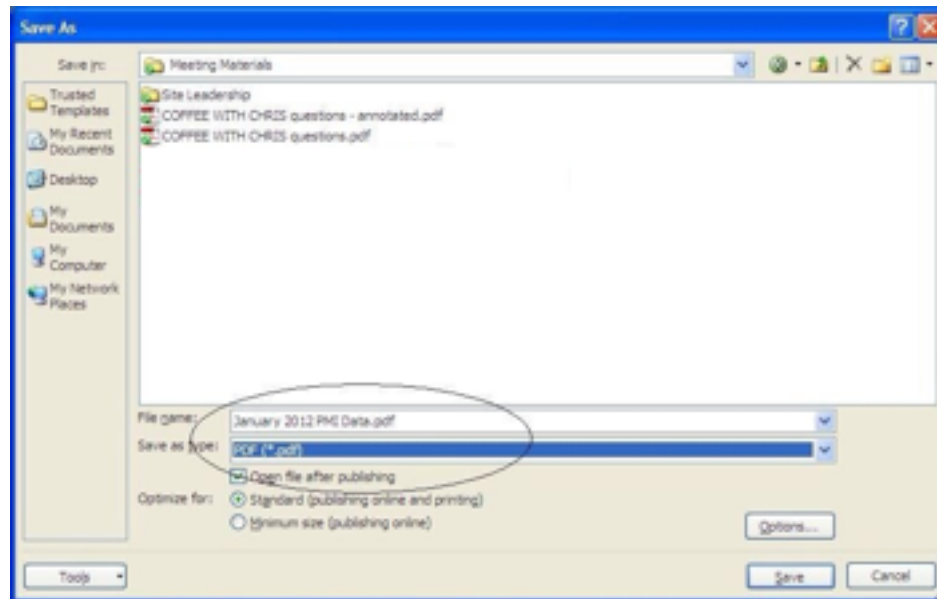 Save As
Save in:
Meeting Materials
Trusted
Templates
My Recent
Documents
Desktop
My
Documents
My
Computer
My Network
Places
Site Leadership
COFFEE WITH CHRIS questions - annotated.pdf
COFFEE WITH CHRIS questions.pdf
File name:
January 2012 PMI Data.pdf
Save as type:
PDF (*.pdf)
Open file after publishing
Optimize for:
Standard (publishing online and printing)
Minimum size (publishing online)
Options...
Tools
Save
Cancel